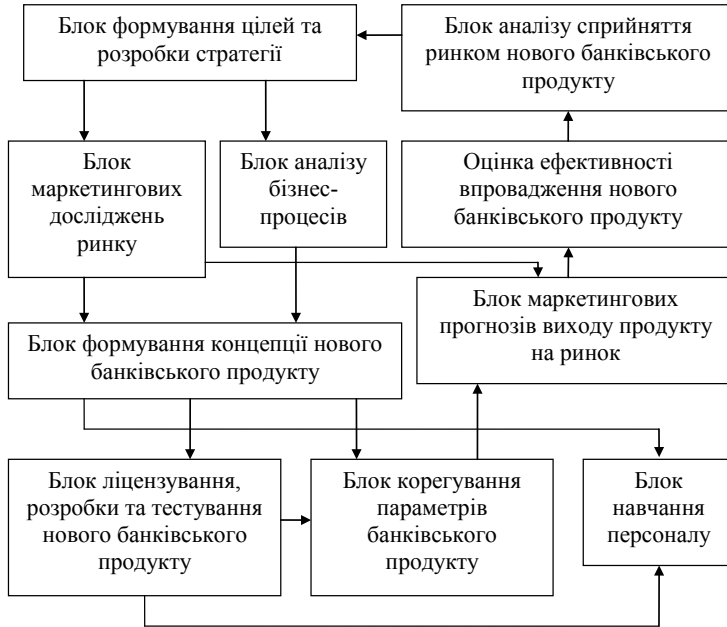 Блок формування цілей та
розробки стратегії
Блок аналізу сприйняття
ринком нового банківського
продукту
Блок
маркетингових
досліджень
ринку
Блок аналізу
бізнес-
процесів
Оцінка ефективності
впровадження нового
банківського продукту
Блок маркетингових
прогнозів виходу продукту
на ринок
Блок формування концепції нового
банківського продукту
Блок ліцензування,
розробки та тестування
нового банківського
продукту
Блок корегування
параметрів
банківського
продукту
Блок
навчання
персоналу